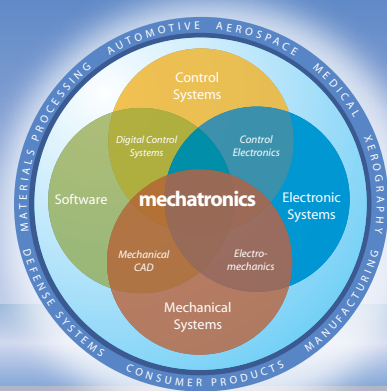 MATERIALS PROCESSING AUTOMOTIVE AEROSPACE MEDICAL XEROGRAPHY
Control
Systems
Digital Control
Systems
Control
Electronics
Software
mechatronics
Electronic
Systems
Mechanical
CAD
Electro-
mechanics
Mechanical
Systems
DEFENSE SYSTEMS CONSUMER PRODUCTS MANUFACTURING